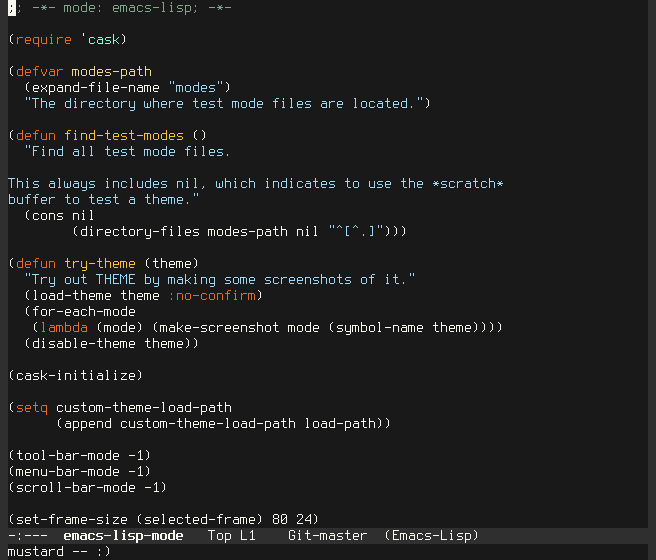 ;; -*- mode: emacs-lisp; -*-

(require 'cask)

(defvar modes-path
  (expand-file-name "modes")
  "The directory where test mode files are located.")

(defun find-test-modes ()
  "Find all test mode files.

This always includes nil, which indicates to use the *scratch*
buffer to test a theme."
  (cons nil
        (directory-files modes-path nil "^[^.]")))

(defun try-theme (theme)
  "Try out THEME by making some screenshots of it."
  (load-theme theme :no-confirm)
  (for-each-mode
   (lambda (mode) (make-screenshot mode (symbol-name theme))))
  (disable-theme theme))

(cask-initialize)

(setq custom-theme-load-path
      (append custom-theme-load-path load-path))

(tool-bar-mode -1)
(menu-bar-mode -1)
(scroll-bar-mode -1)

(set-frame-size (selected-frame) 80 24)
-:---  emacs-lisp-mode   Top L1    Git-master  (Emacs-Lisp)
mustard -- :)